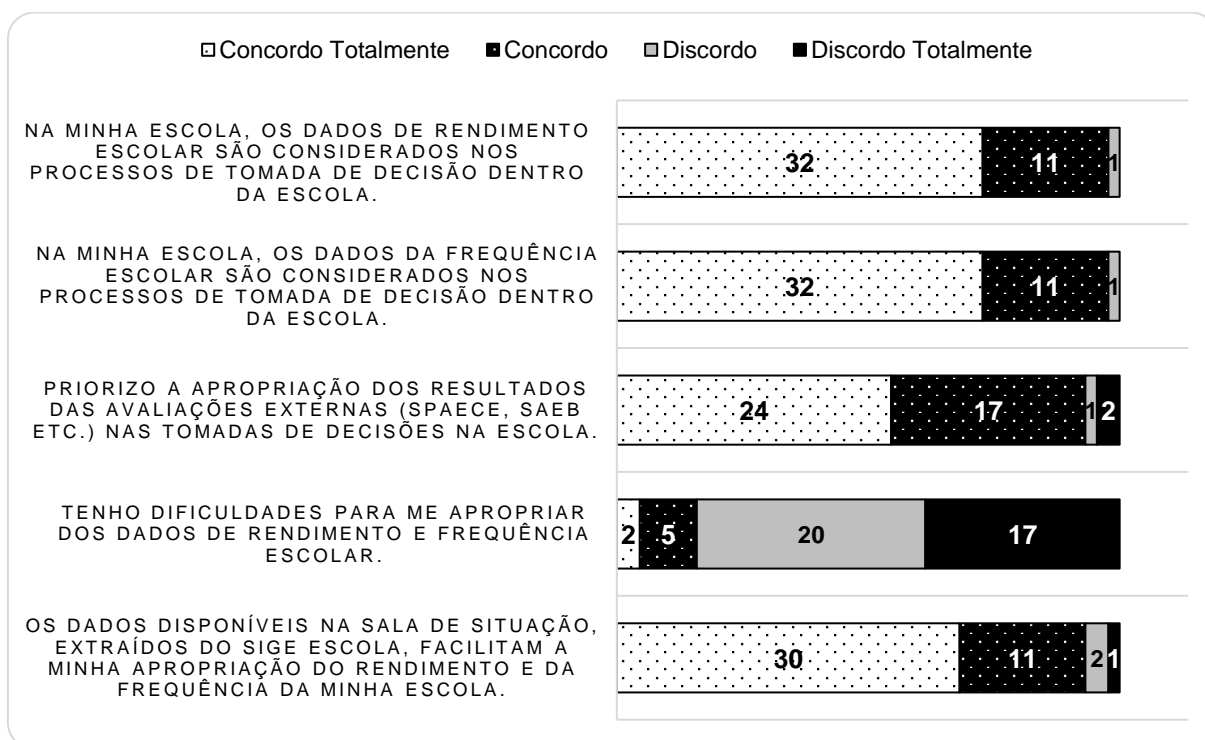 Concordo Totalmente Concordo Discordo Discordo Totalmente
NA MINHA ESCOLA, OS DADOS DE RENDIMENTO
ESCOLAR SÃO CONSIDERADOS NOS
PROCESSOS DE TOMADA DE DECISÃO DENTRO
DA ESCOLA.
32 11 1
NA MINHA ESCOLA, OS DADOS DA FREQUÊNCIA
ESCOLAR SÃO CONSIDERADOS NOS
PROCESSOS DE TOMADA DE DECISÃO DENTRO
DA ESCOLA.
32 11 1
PRIORIZO A APROPRIAÇÃO DOS RESULTADOS
DAS AVALIAÇÕES EXTERNAS (SPAECE, SAEB
ETC.) NAS TOMADAS DE DECISÕES NA ESCOLA.
24 17 1 2
TENHO DIFICULDADES PARA ME APROPRIAR
DOS DADOS DE RENDIMENTO E FREQUÊNCIA
ESCOLAR.
2 5 20 17
OS DADOS DISPONÍVEIS NA SALA DE SITUAÇÃO,
EXTRAÍDOS DO SIGE ESCOLA, FACILITAM A
MINHA APROPRIAÇÃO DO RENDIMENTO E DA
FREQUÊNCIA DA MINHA ESCOLA.
30 11 2 1